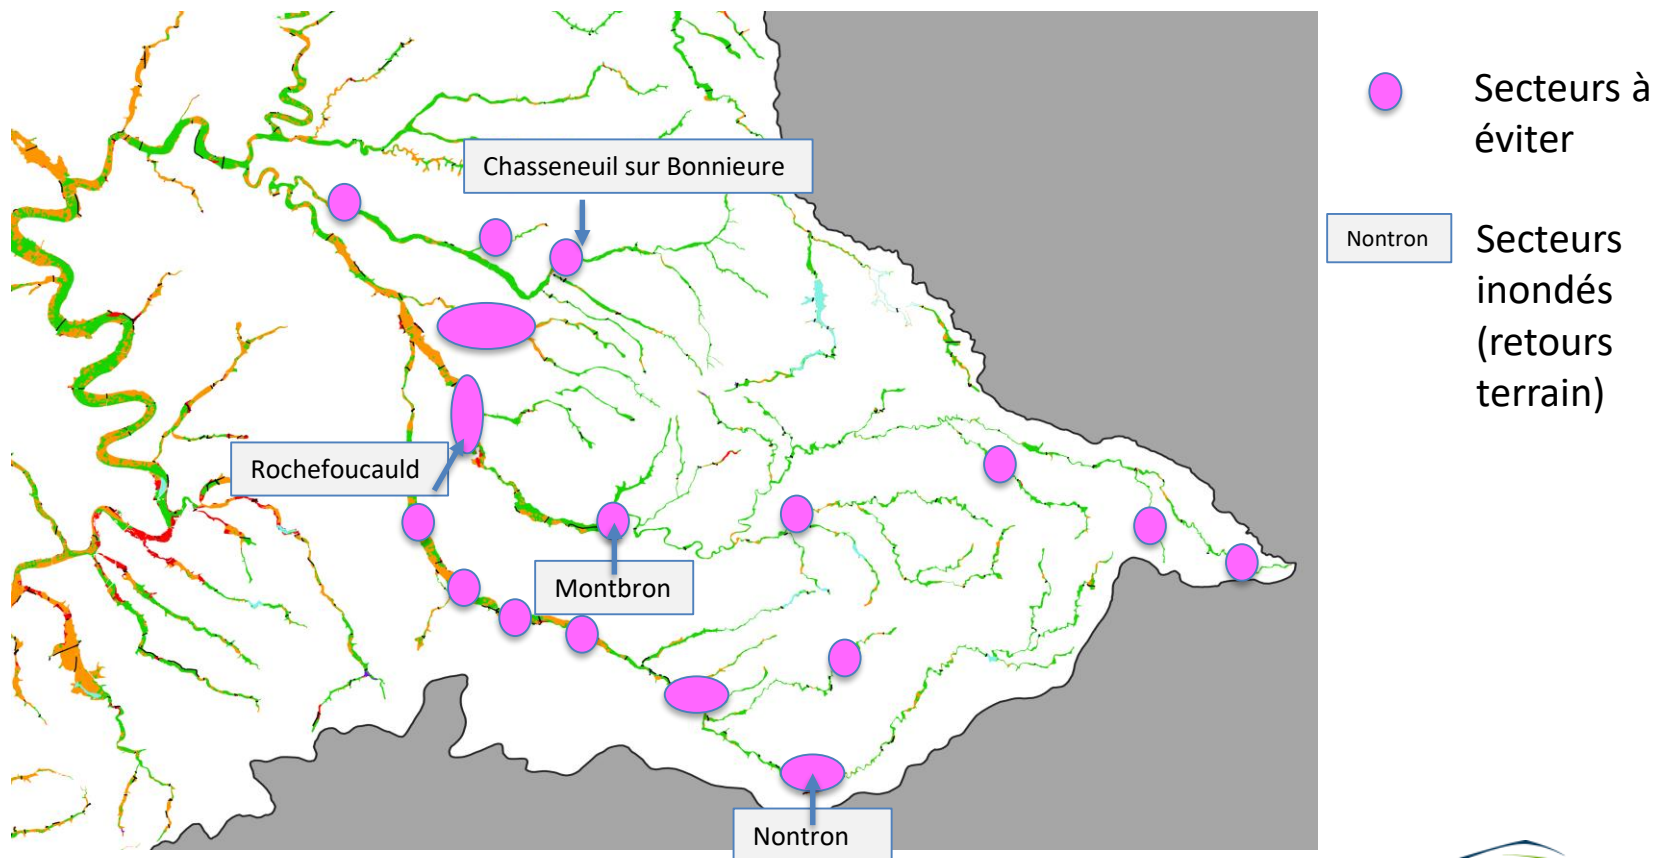 Chasseneuil sur Bonnieure
Rochefoucauld
Montbron
Nontron
Secteurs à
éviter
Nontron
Secteurs
inondés
(retours
terrain)